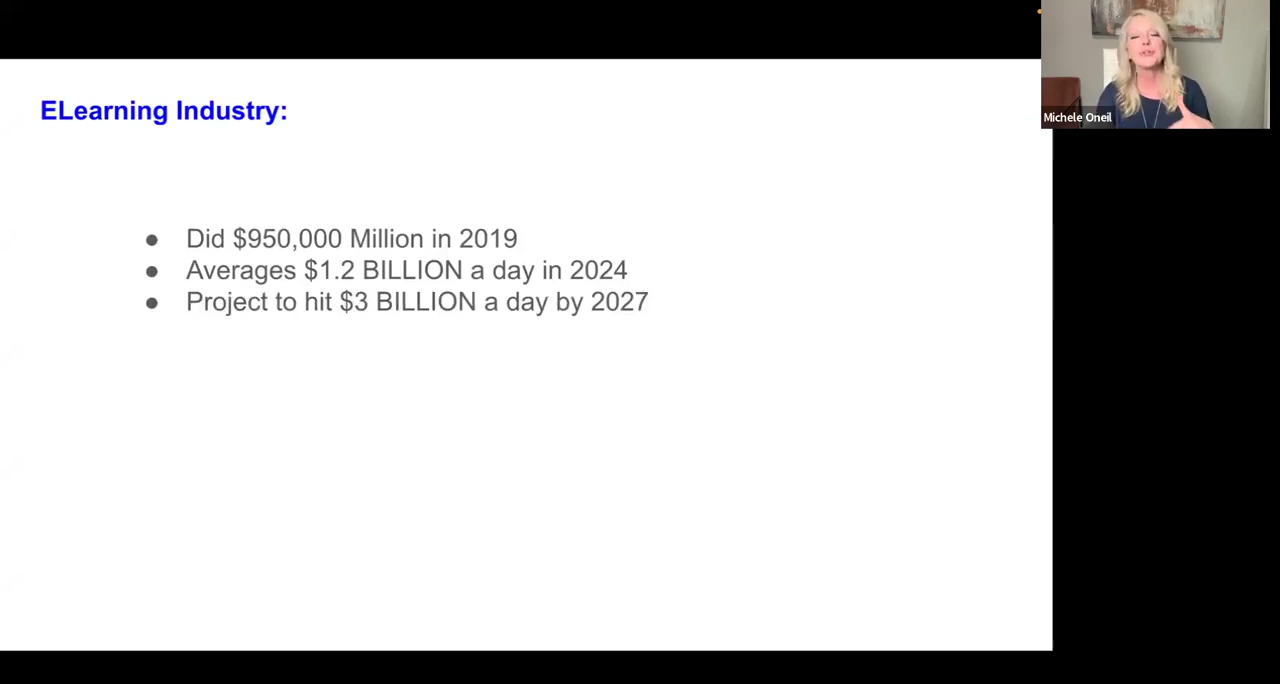 ELearning Industry:
● Did $950,000 Million in 2019
● Averages $1.2 BILLION a day in 2024
● Project to hit $3 BILLION a day by 2027
Michele Oneil